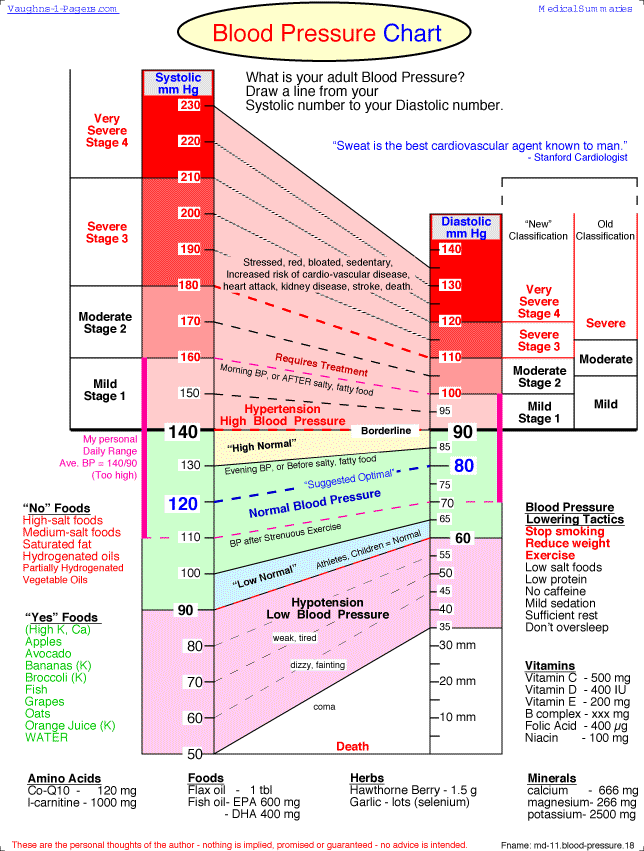 Vaughns-1-Pagers.com
MedicalSummaries
Blood Pressure Chart
What is your adult Blood Pressure?
Draw a line from your
Systolic number to your Diastolic number.
"Sweat is the best cardiovascular agent known to man."
- Stanford Cardiologist
Systolic
mm Hg
230
220
210
200
190
180
170
160
150
140
130
120
110
100
90
80
70
60
50
Very
Severe
Stage 4
Severe
Stage 3
Moderate
Stage 2
Mild
Stage 1
My personal
Daily Range
Ave. BP = 140/90
(Too high)
Stressed, red, bloated, sedentary,
Increased risk of cardio-vascular disease,
heart attack, kidney disease, stroke, death.
Requires Treatment
Morning BP, or AFTER salty, fatty food
Hypertension
High Blood Pressure
Borderline
"High Normal"
Evening BP, or Before salty, fatty food
"Suggested Optimal"
Normal Blood Pressure
BP after Strenuous Exercise
Athletes, Children = Normal
"Low Normal"
Hypotension
Low Blood Pressure
weak, tired
dizzy, fainting
coma
Death
Diastolic
mm Hg
140
130
120
110
100
95
90
85
80
75
70
65
60
55
50
45
40
35
30 mm
20 mm
10 mm
"New"
Classification
Old
Classification
Very
Severe
Stage 4
Severe
Stage 3
Moderate
Stage 2
Mild
Stage 1
Severe
Moderate
Mild
"No" Foods
High-salt foods
Medium-salt foods
Saturated fat
Hydrogenated oils
Partially Hydrogenated
Vegetable Oils
"Yes" Foods
(High K, Ca)
Apples
Avocado
Bananas (K)
Broccoli (K)
Fish
Grapes
Oats
Orange Juice (K)
WATER
Blood Pressure
Lowering Tactics
Stop smoking
Reduce weight
Exercise
Low salt foods
Low protein
No caffeine
Mild sedation
Sufficient rest
Don't oversleep
Vitamins
Vitamin C - 500 mg
Vitamin D - 400 IU
Vitamin E - 200 mg
B complex - xxx mg
Folic Acid - 400 µg
Niacin - 100 mg
Amino Acids
Co-Q10 - 120 mg
l-carnitine - 1000 mg
Foods
Flax oil - 1 tbl
Fish oil- EPA 600 mg
- DHA 400 mg
Herbs
Hawthorne Berry - 1.5 g
Garlic - lots (selenium)
Minerals
calcium - 666 mg
magnesium- 266 mg
potassium- 2500 mg
These are the personal thoughts of the author - nothing is implied, promised or guaranteed - no advice is intended.
Fname: md-11.blood-pressure.18